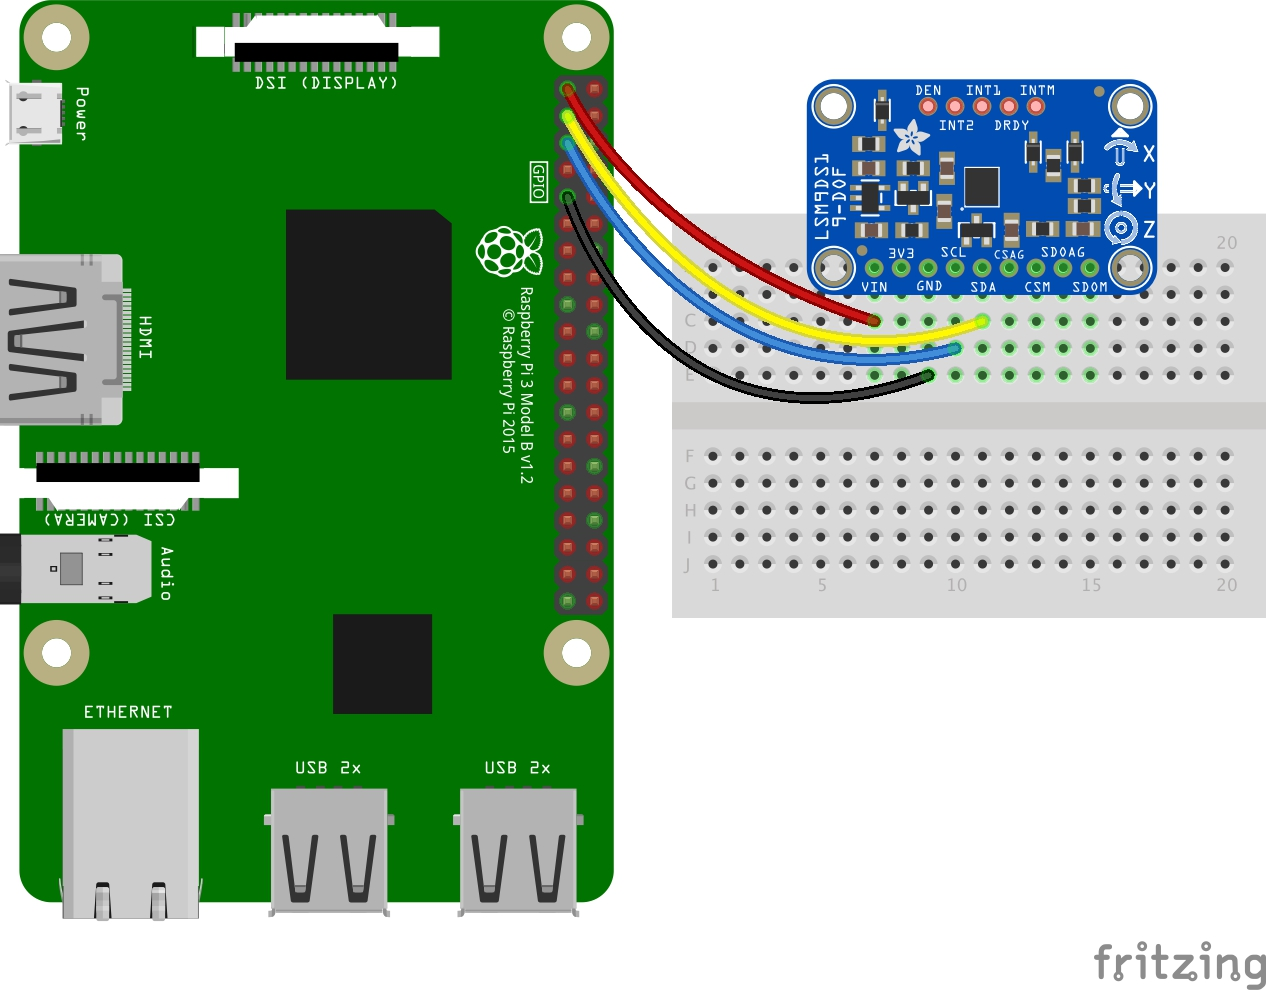 DSI (DISPLAY)
Power
GPIO
HDMI
Raspberry Pi 3 Model B v1.2
© Raspberry Pi 2015
CSI (CAMERA)
Audio
ETHERNET
USB 2x
USB 2x
DEN INT1 INTM
INT2 DRDY
LSM9DS1
9-DOF
X
Y
Z
3V3 SCL CSAG SDOAG
VIN GND SDA CSM SDOM
20
C
D
E
F
G
H
I
J
1 5 10 15 20
fritzing